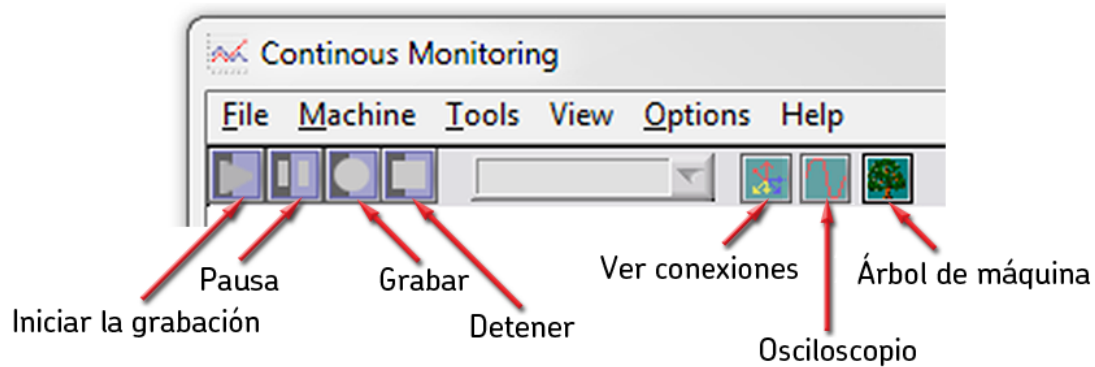 Continous Monitoring
File Machine Tools View Options Help
Pausa
Grabar
Ver conexiones
Árbol de máquina
Iniciar la grabación
Detener
Osciloscopio